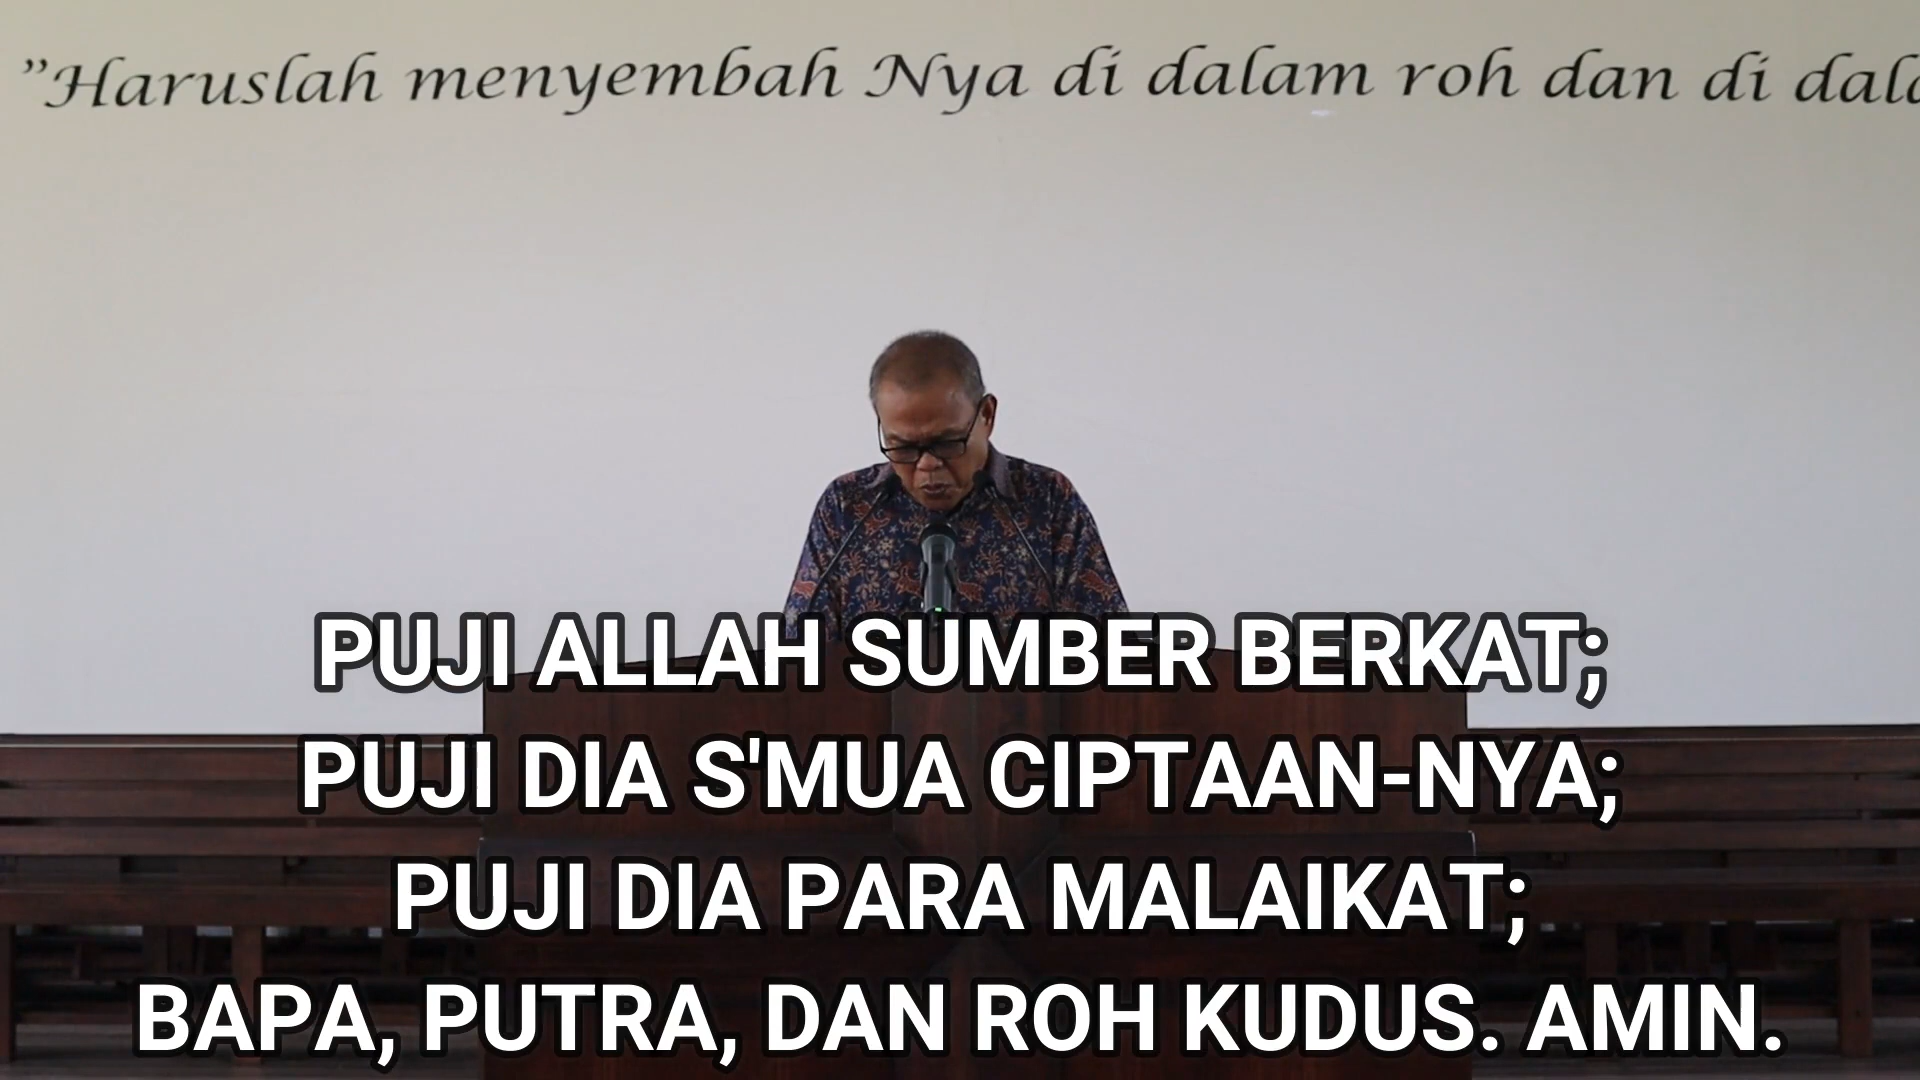 ”Haruslah menyembah Nya di dalam roh dan di
PUJI ALLAH SUMBER BERKAT;
PUJI DIA S'MUA CIPTAAN-NYA;
PUJI DIA PARA MALAIKAT;
BAPA, PUTRA, DAN ROH KUDUS. AMIN.